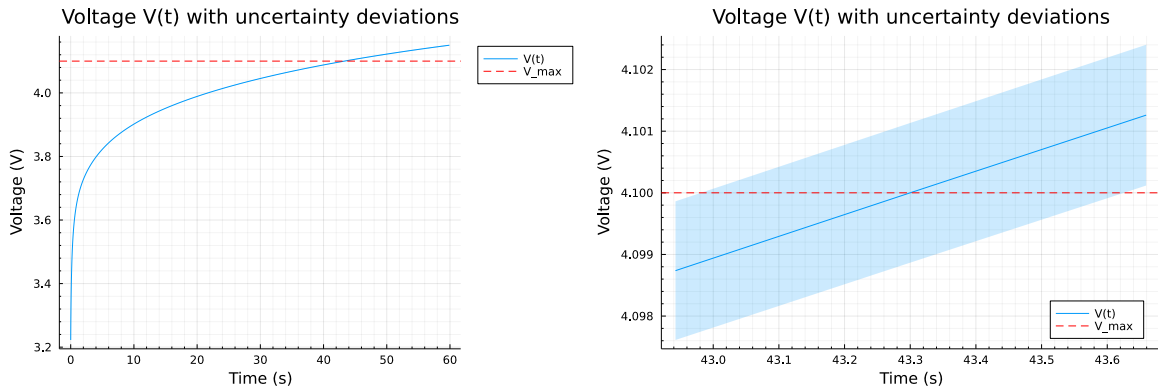 Voltage V(t) with uncertainty deviations
Voltage (V)
4.0
3.8
3.6
3.4
3.2
0 10 20 30 40 50 60
Time (s)
V(t)
V_max
Voltage V(t) with uncertainty deviations
Voltage (V)
4.102
4.101
4.100
4.099
4.098
43.0 43.1 43.2 43.3 43.4 43.5 43.6
Time (s)
V(t)
V_max